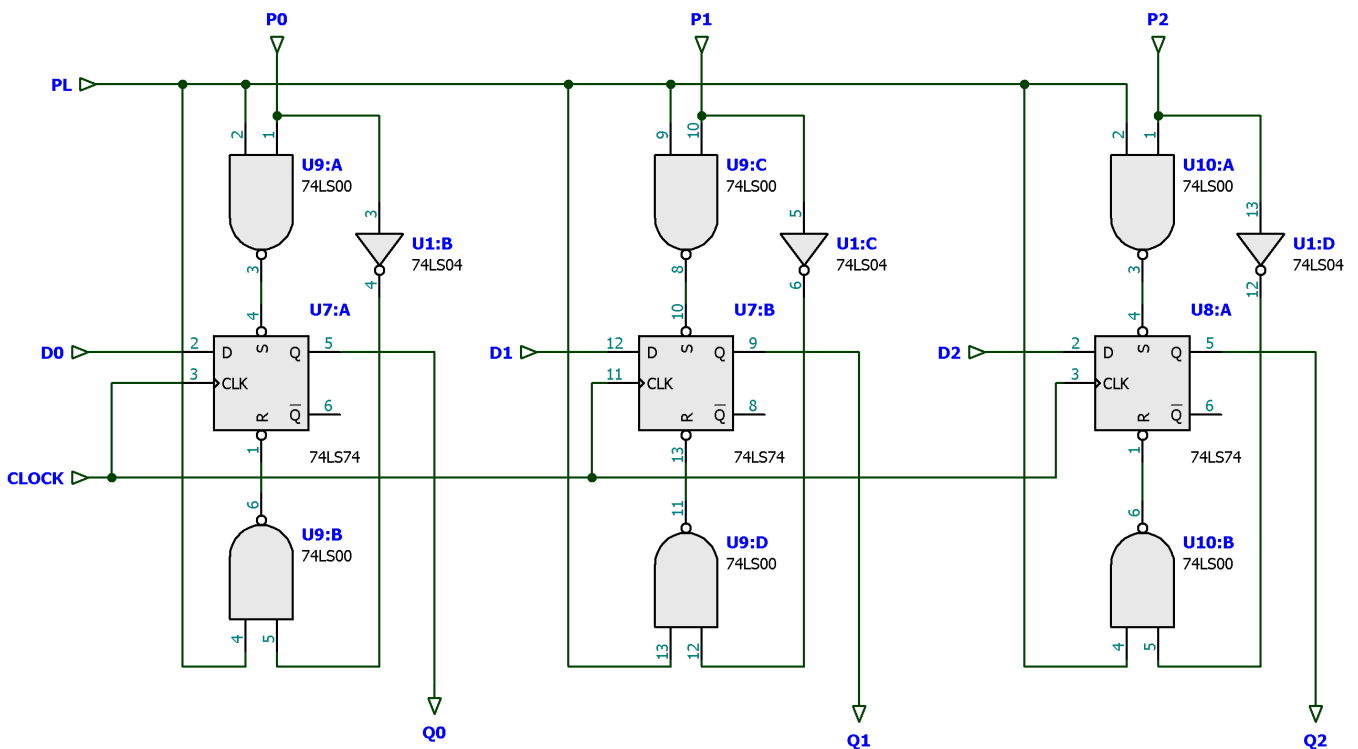 P0 P1 P2
PL
2 1 9 10 2 1
U9:A U9:C U10:A
74LS00 74LS00 74LS00
3 5 13
U1:B U1:C U1:D
74LS04 74LS04 74LS04
3 8 3
4 6 12
4 10 4
U7:A U7:B U8:A
D0 2 D S Q 5 D1 12 D S Q 9 D2 2 D S Q 5
3 CLK 11 CLK 3 CLK
R Q 6 R Q 8 R Q 6
1 13 1
74LS74 74LS74 74LS74
CLOCK
6 11 6
U9:B U9:D U10:B
74LS00 74LS00 74LS00
4 5 13 12 4 5
Q0 Q1 Q2